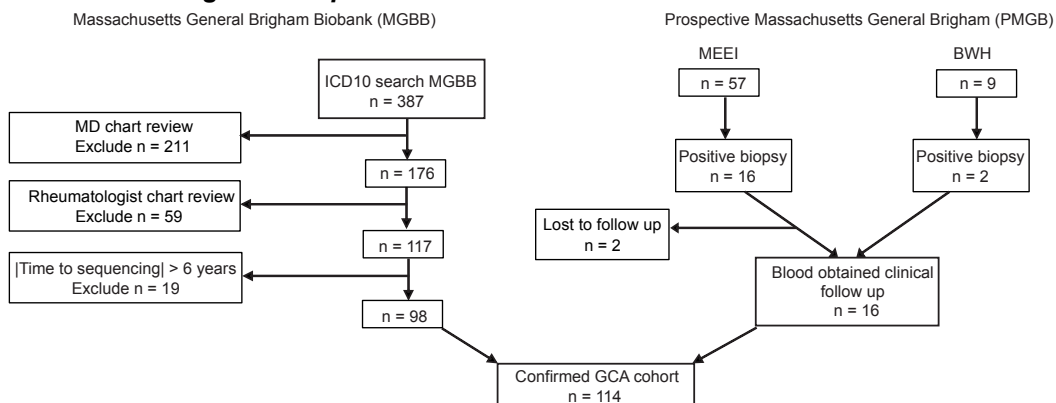 Massachusetts General Brigham Biobank (MGBB)
ICD10 search MGBB
n = 387
MD chart review
Exclude n = 211
n = 176
Rheumatologist chart review
Exclude n = 59
n = 117
|Time to sequencing| > 6 years
Exclude n = 19
n = 98
Prospective Massachusetts General Brigham (PMGB)
MEEI
n = 57
Positive biopsy
n = 16
BWH
n = 9
Positive biopsy
n = 2
Lost to follow up
n = 2
Blood obtained clinical
follow up
n = 16
Confirmed GCA cohort
n = 114